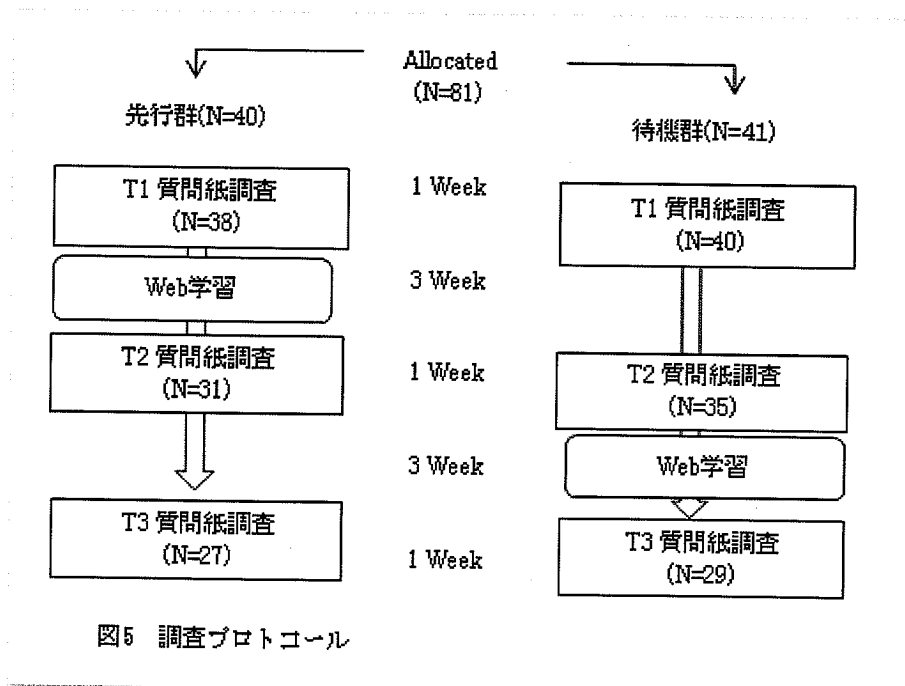 Allocated
(N=81)
先行群(N=40)
待機群(N=41)
T1 質問紙調査
(N=38)
1 Week
T1 質問紙調査
(N=40)
Web学習
3 Week
T2 質問紙調査
(N=31)
1 Week
T2 質問紙調査
(N=35)
3 Week
Web学習
T3 質問紙調査
(N=27)
1 Week
T3 質問紙調査
(N=29)
図5 調査プロトコール